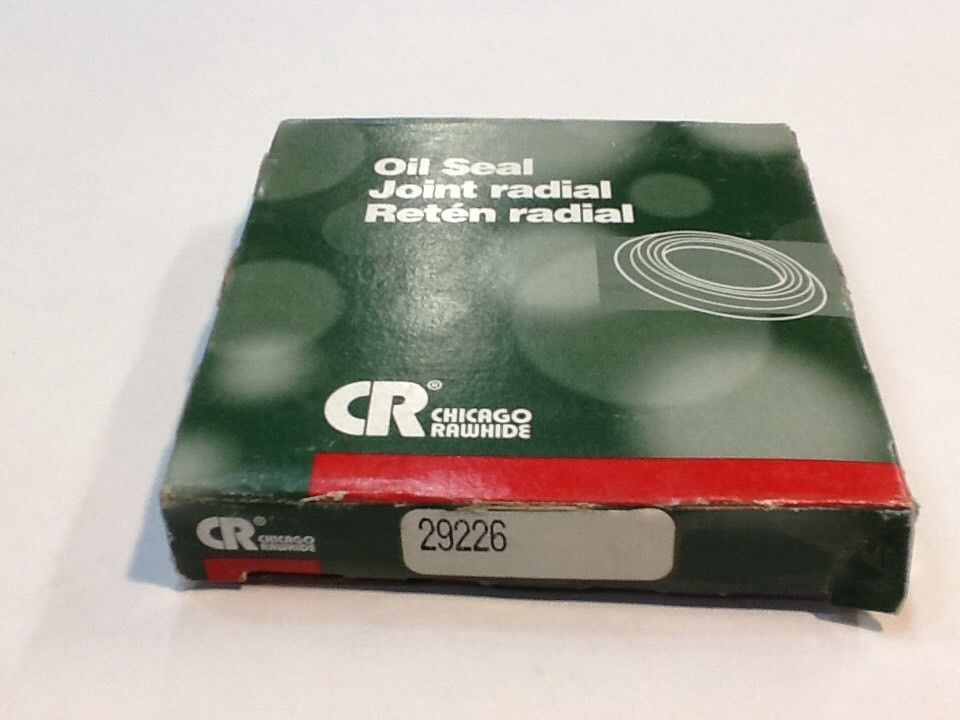 Oil Seal
Joint radial
Retén radial
CR®
CHICAGO
RAWHIDE
CR®
CHICAGO
RAWHIDE
29226